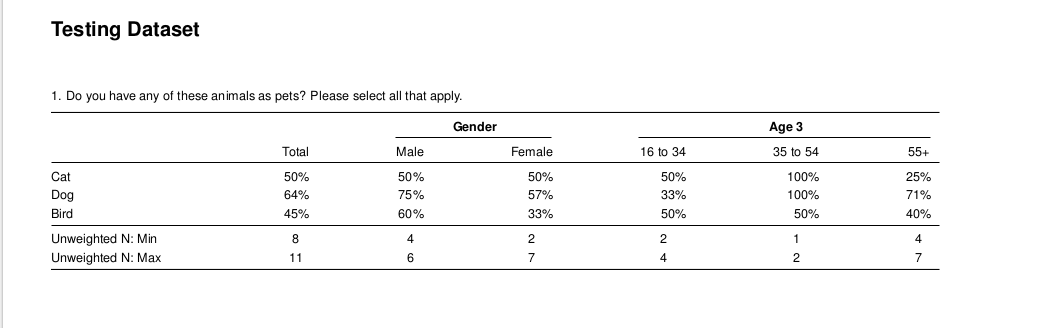 Testing Dataset
1. Do you have any of these animals as pets? Please select all that apply.
Gender Age 3
Total Male Female 16 to 34 35 to 54 55+
Cat 50% 50% 50% 50% 100% 25%
Dog 64% 75% 57% 33% 100% 71%
Bird 45% 60% 33% 50% 50% 40%
Unweighted N: Min 8 4 2 2 1 4
Unweighted N: Max 11 6 7 4 2 7